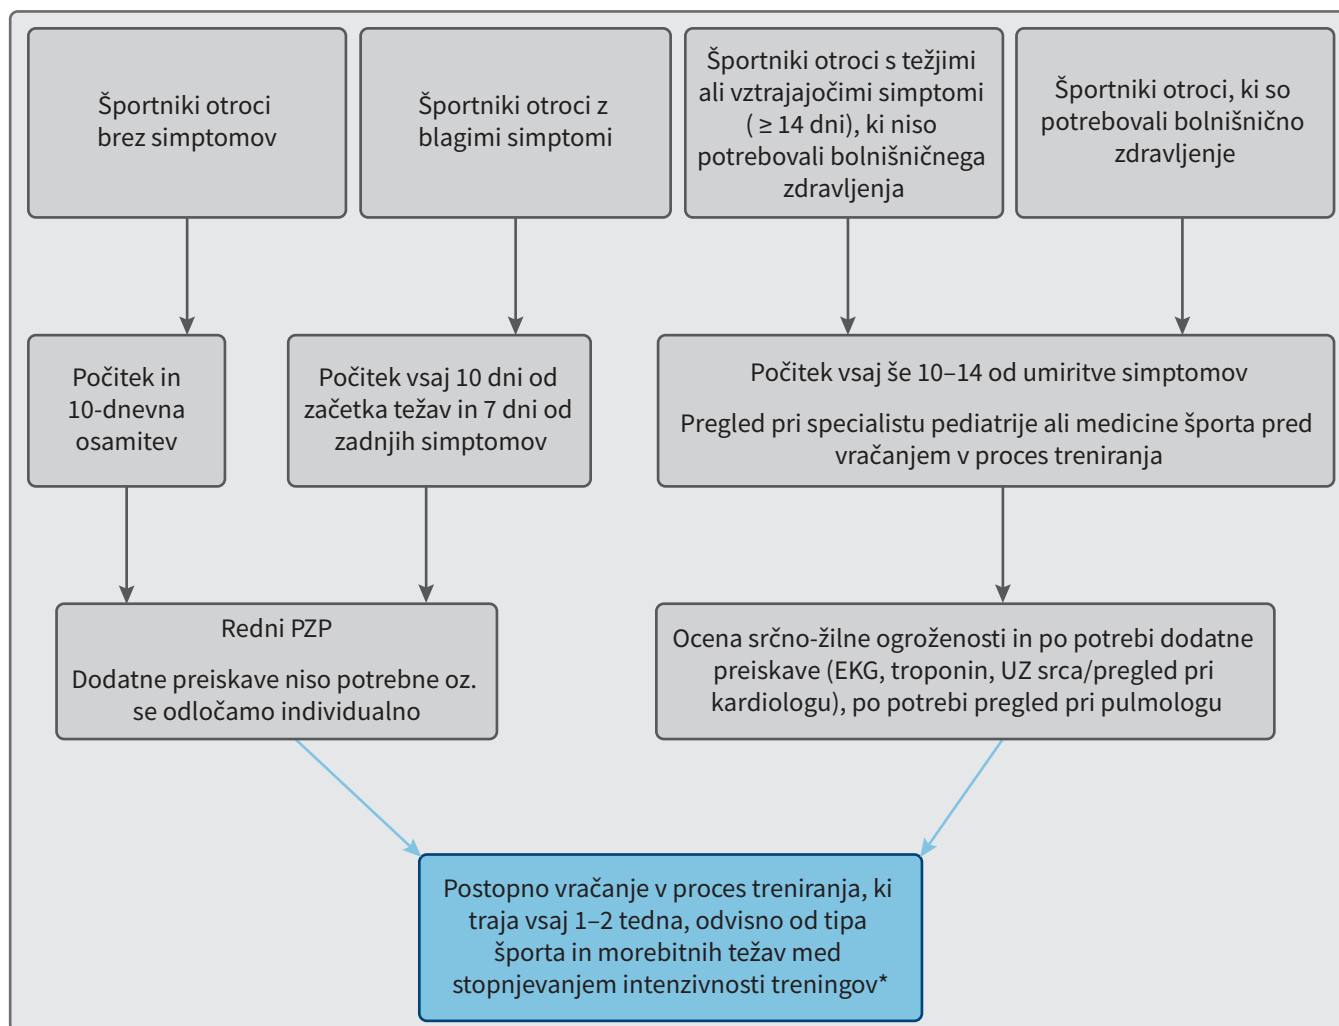 Športniki otroci
brez simptomov
Športniki otroci z
blagimi simptomi
Športniki otroci s težjimi
ali vztrajajočimi simptomi
( ≥ 14 dni), ki niso
potrebovali bolnišničnega
zdravljenja
Športniki otroci, ki so
potrebovali bolnišnično
zdravljenje
Počitek in
10-dnevna
osamitev
Počitek vsaj 10 dni od
začetka težav in 7 dni od
zadnjih simptomov
Počitek vsaj še 10–14 od umiritve simptomov
Pregled pri specialistu pediatrije ali medicine športa pred
vračanjem v proces treniranja
Redni PZP
Dodatne preiskave niso potrebne oz.
se odločamo individualno
Ocena srčno-žilne ogroženosti in po potrebi dodatne
preiskave (EKG, troponin, UZ srca/pregled pri
kardiologu), po potrebi pregled pri pulmologu
Postopno vračanje v proces treniranja, ki
traja vsaj 1–2 tedna, odvisno od tipa
športa in morebitnih težav med
stopnjevanjem intenzivnosti treningov*